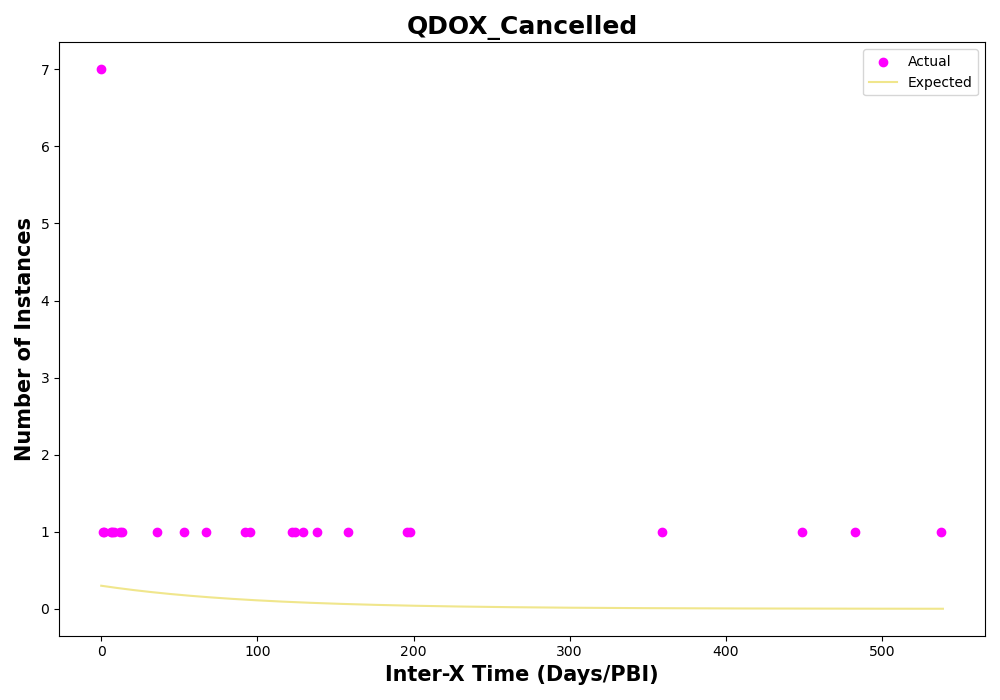 QDOX_Cancelled
Actual
Expected
Number of Instances
7
6
5
4
3
2
1
0
0 100 200 300 400 500
Inter-X Time (Days/PBI)